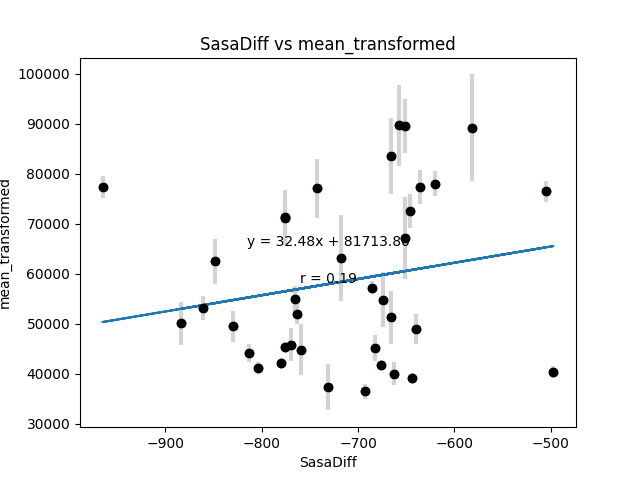 SasaDiff vs mean_transformed
100000
90000
80000
70000
60000
50000
40000
30000
mean_transformed
y = 32.48x + 81713.80
r = 0.19
−900
−800
−700
−600
−500
SasaDiff